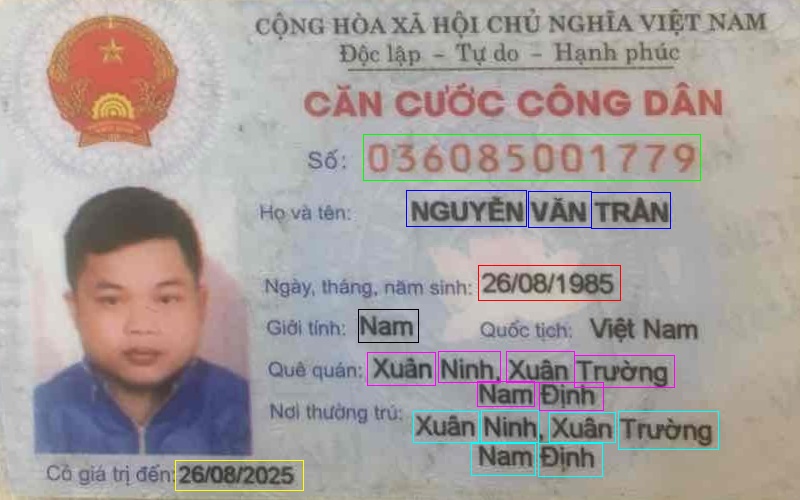 CỘNG HÒA XÃ HỘI CHỦ NGHĨA VIỆT NAM
Độc lập - Tự do - Hạnh phúc
CĂN CƯỚC CÔNG DÂN
Số: 036085001779
Họ và tên: NGUYỄN VĂN TRÂN
Ngày, tháng, năm sinh: 26/08/1985
Giới tính: Nam Quốc tịch: Việt Nam
Quê quán: Xuân Ninh, Xuân Trường
Nam Định
Nơi thường trú: Xuân Ninh, Xuân Trường
Nam Định
Có giá trị đến: 26/08/2025